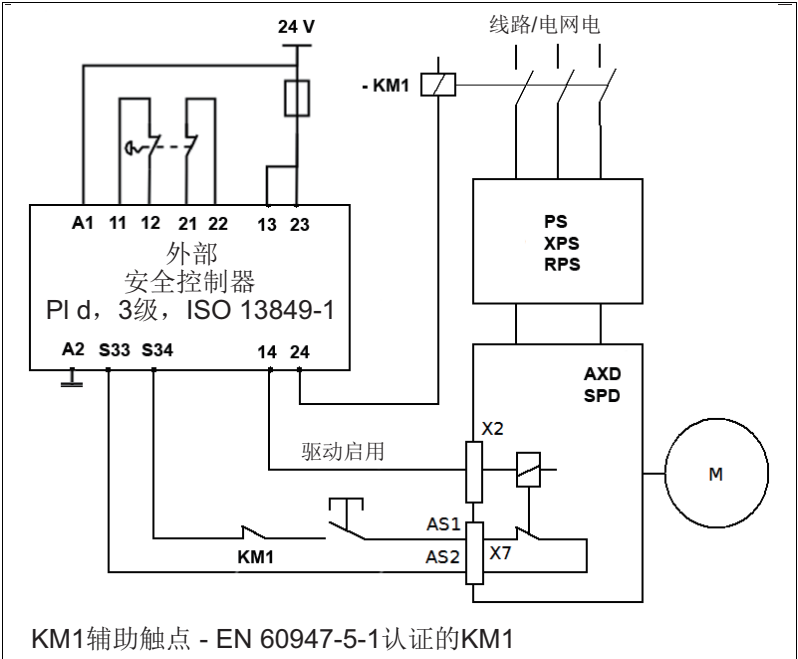 线路/电网电
24 V
- KM1
A1 11 12 21 22 13 23
外部
安全控制器
Pl d，3级，ISO 13849-1
A2 S33 S34 14 24
PS
XPS
RPS
AXD
SPD
X2
驱动启用
M
AS1
AS2
X7
KM1
KM1辅助触点 - EN 60947-5-1认证的KM1